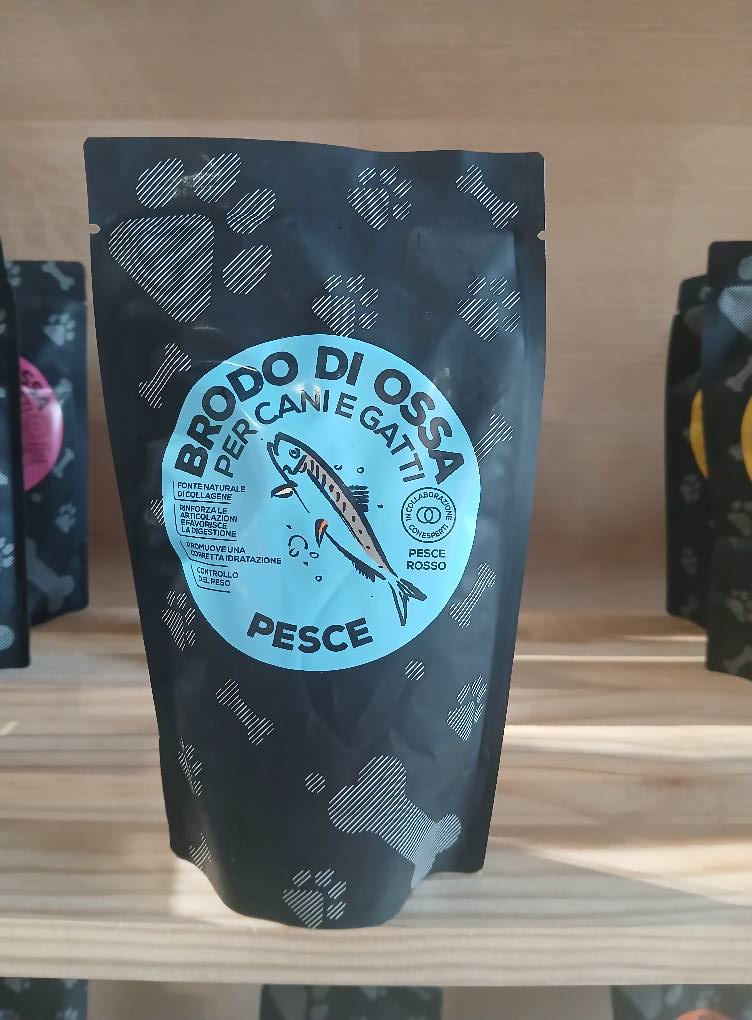 BRODO DI OSSA
PER CANI E GATTI
FONTE NATURALE
DI COLLAGENE
RINFORZA LE
ARTICOLAZIONI
E FAVORISCE
LA DIGESTIONE
PROMUOVE UNA
CORRETTA IDRATAZIONE
CONTROLLO
DEL PESO
IN COLLABORAZIONE
CON ESPERTI
PESCE
ROSSO
PESCE